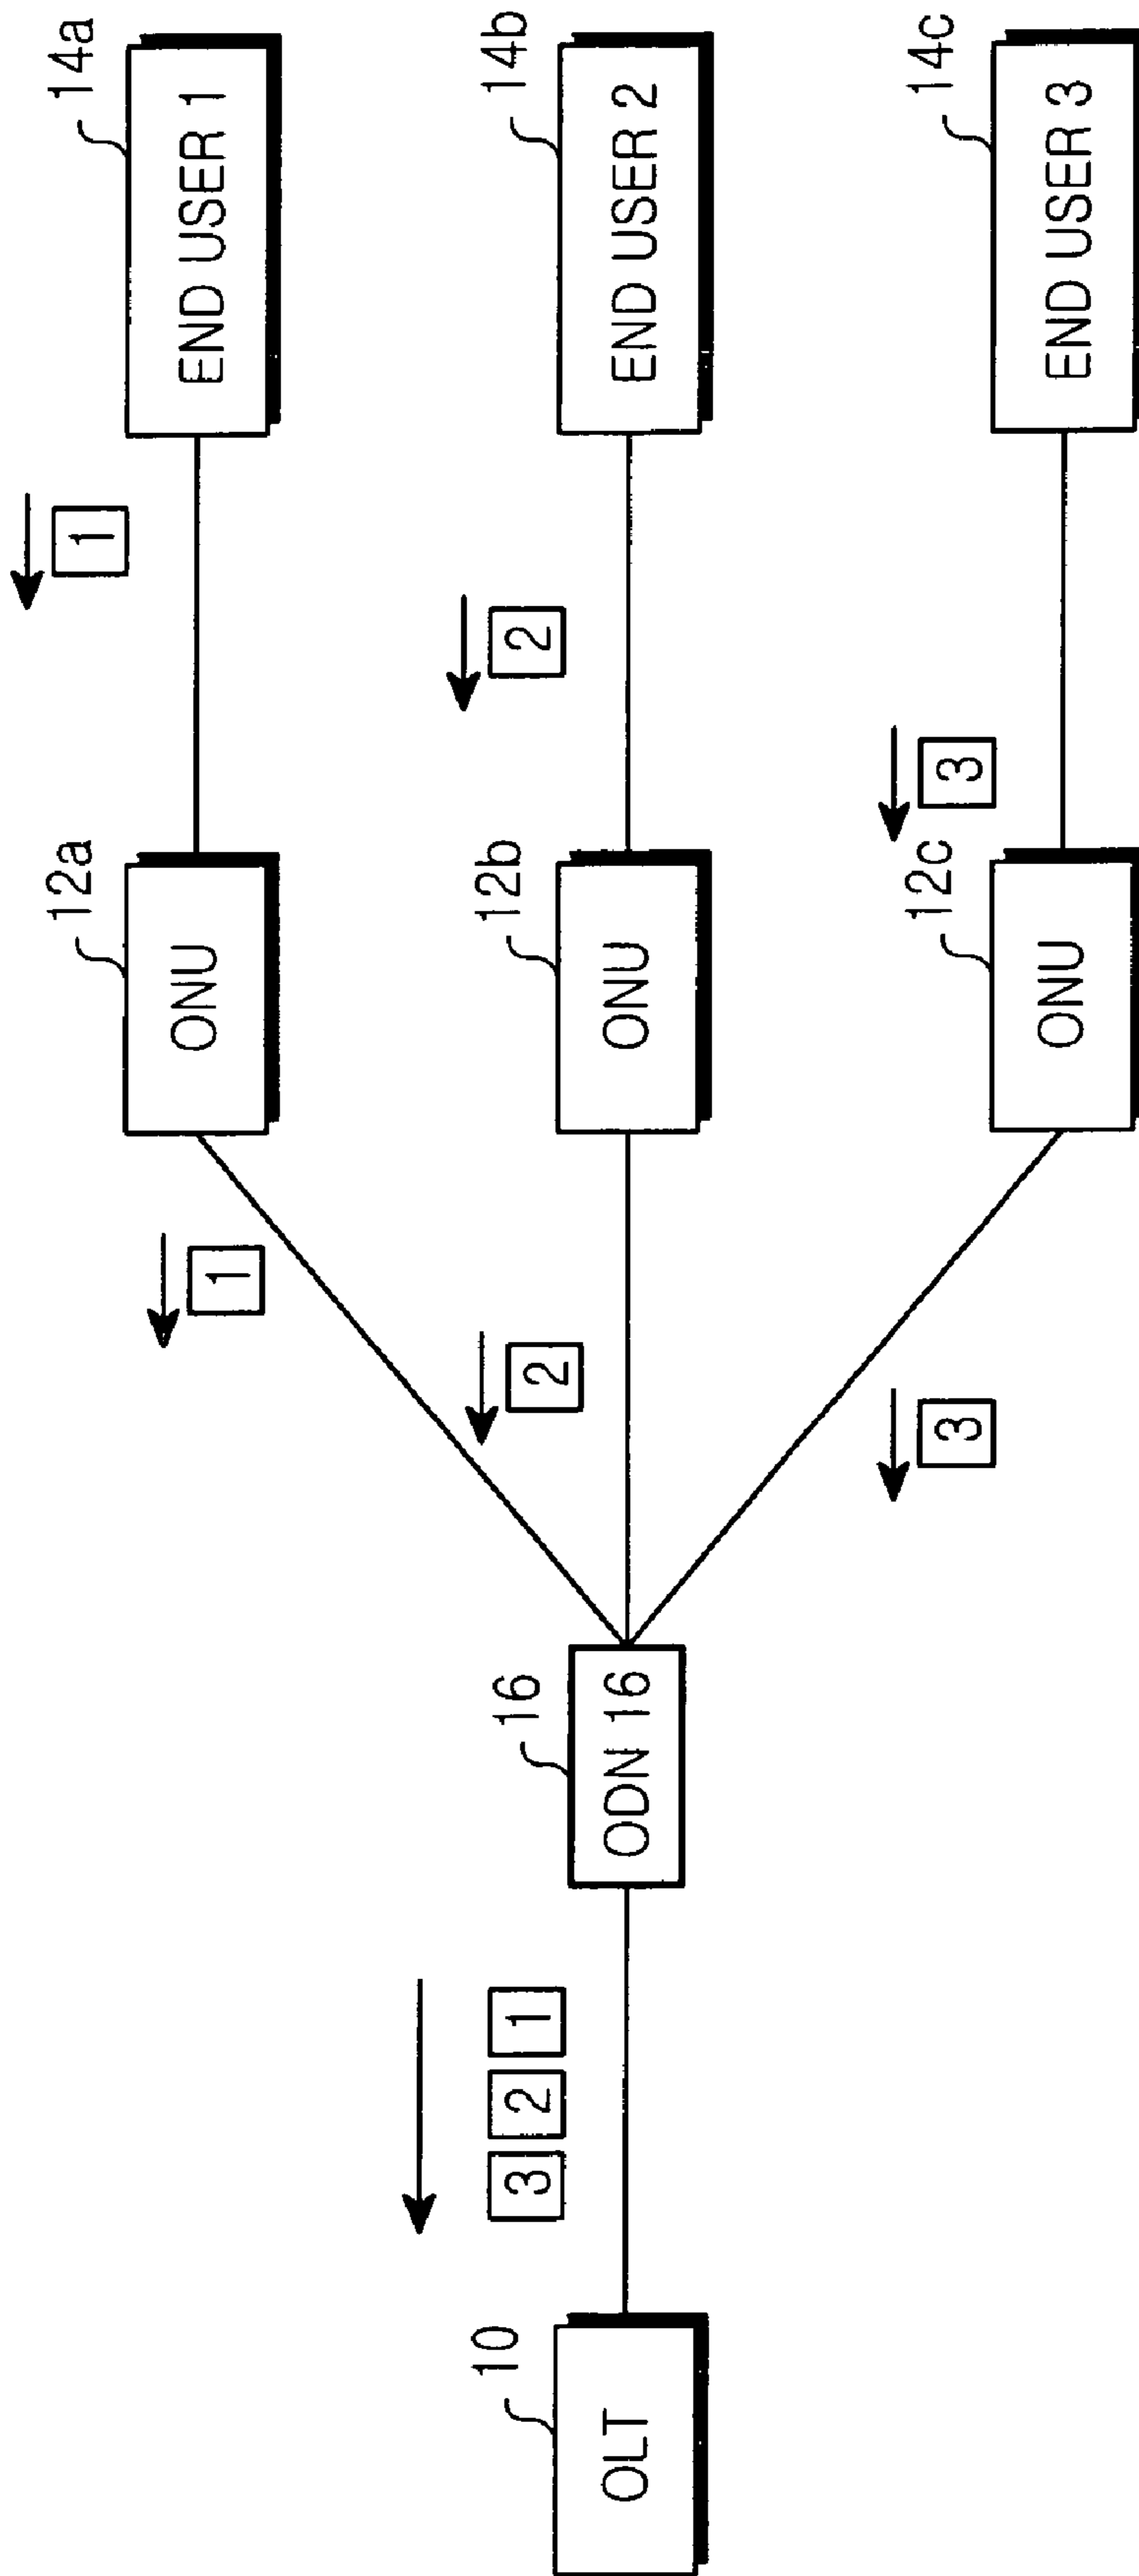 14a
END USER 1
1
12a
ONU
1
14b
END USER 2
2
12b
ONU
2
16
ODN 16
3 2 1
10
OLT
14c
END USER 3
3
12c
ONU
3